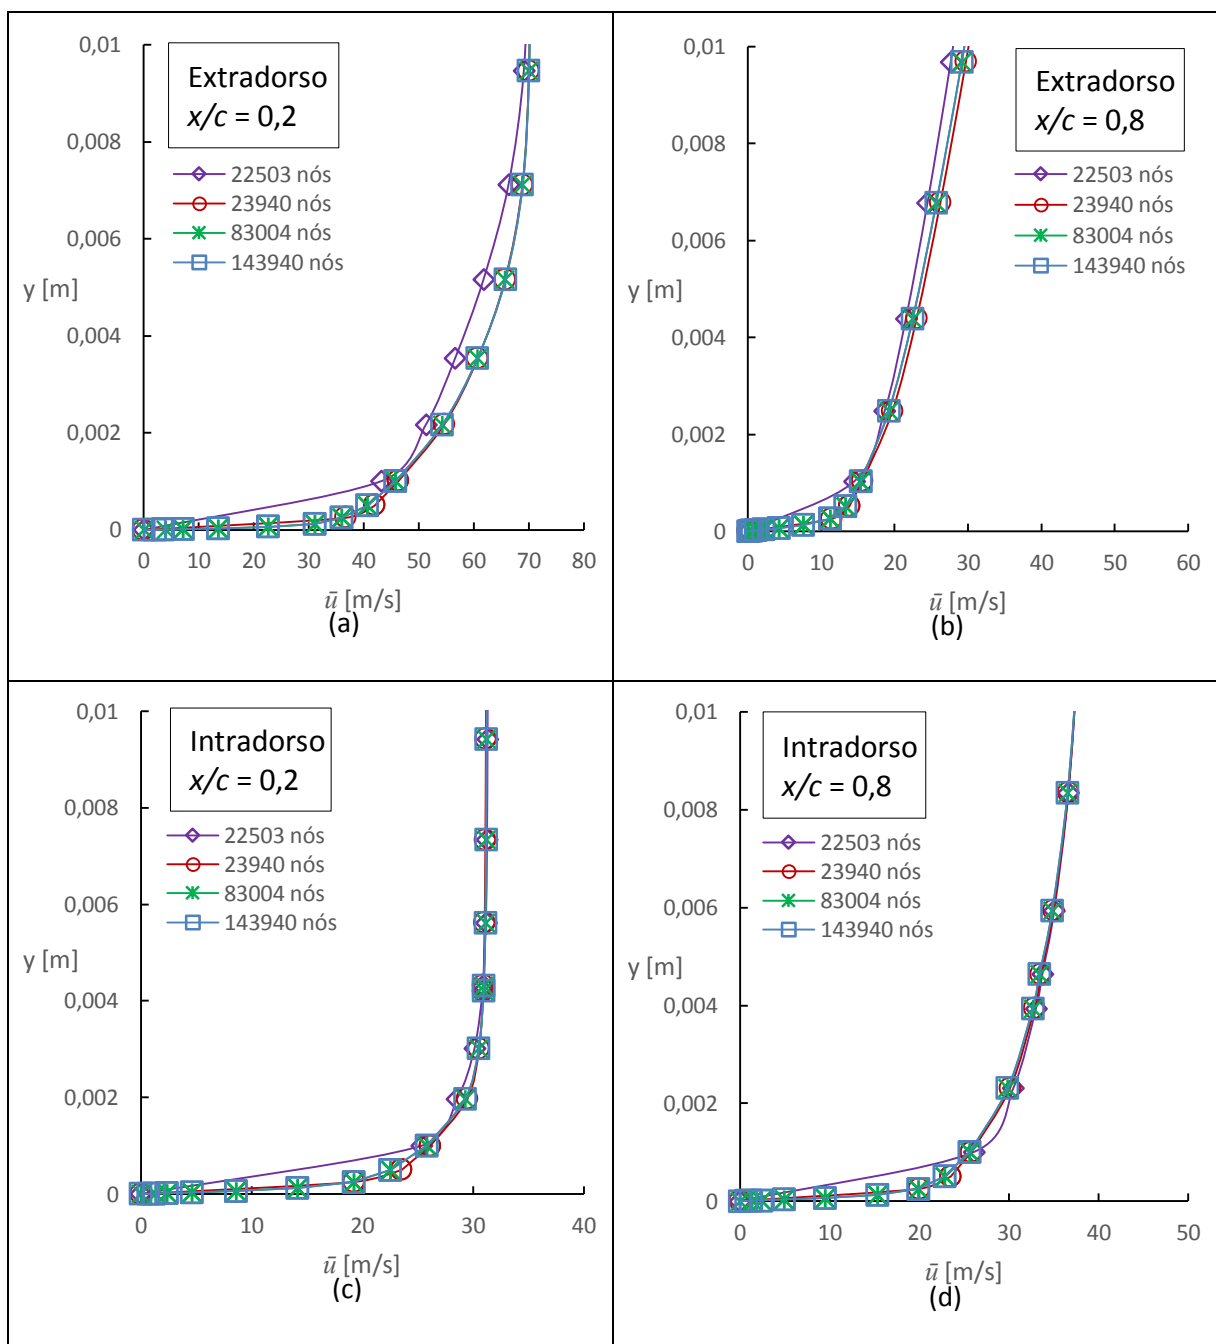 0,01
0,008
0,006
0,004
0,002
0
y [m]
Extradorso
x/c = 0,2
22503 nós
23940 nós
83004 nós
143940 nós
0 10 20 30 40 50 60 70 80
ū [m/s]
(a)
0,01
0,008
0,006
0,004
0,002
0
y [m]
Extradorso
x/c = 0,8
22503 nós
23940 nós
83004 nós
143940 nós
0 10 20 30 40 50 60
ū [m/s]
(b)
0,01
0,008
0,006
0,004
0,002
0
y [m]
Intradorso
x/c = 0,2
22503 nós
23940 nós
83004 nós
143940 nós
0 10 20 30 40
ū [m/s]
(c)
0,01
0,008
0,006
0,004
0,002
0
y [m]
Intradorso
x/c = 0,8
22503 nós
23940 nós
83004 nós
143940 nós
0 10 20 30 40 50
ū [m/s]
(d)